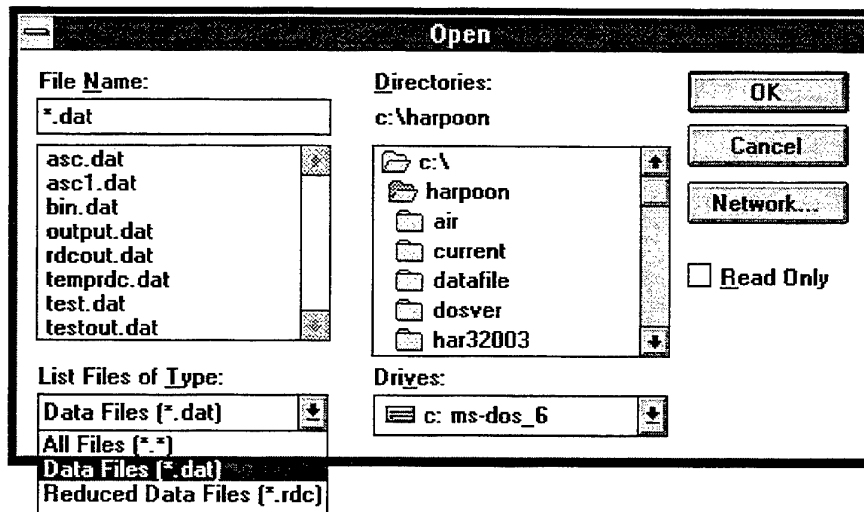 Open
File Name:
*.dat
asc.dat
asc1.dat
bin.dat
output.dat
rdcout.dat
temprdc.dat
test.dat
testout.dat
List Files of Type:
Data Files (*.dat)
All Files (*.*)
Data Files (*.dat)
Reduced Data Files (*.rdc)
Directories:
c:\harpoon
c:\
harpoon
air
current
datafile
dosver
har32003
Drives:
c: ms-dos_6
OK
Cancel
Network...
Read Only